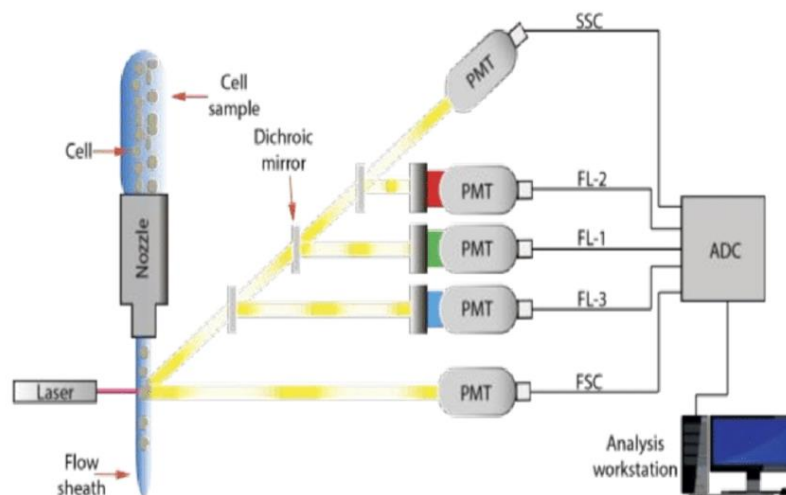 SSC
PMT
Cell
sample
Dichroic
mirror
Cell
PMT
FL-2
Nozzle
PMT
FL-1
ADC
PMT
FL-3
Laser
PMT
FSC
Flow
sheath
Analysis
workstation